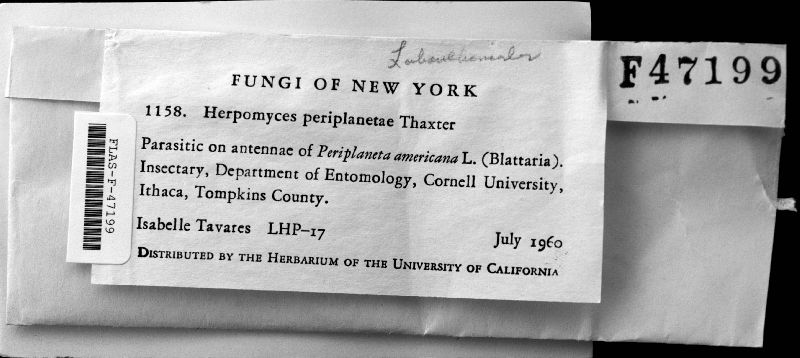 Laboulbeniales
F47199
FUNGI OF NEW YORK
1158. Herpomyces periplanetae Thaxter
Parasitic on antennae of Periplaneta americana L. (Blattaria).
Insectary, Department of Entomology, Cornell University,
Ithaca, Tompkins County.
Isabelle Tavares LHP–17 July 1960
DISTRIBUTED BY THE HERBARIUM OF THE UNIVERSITY OF CALIFORNIA
FLAS-F-47199